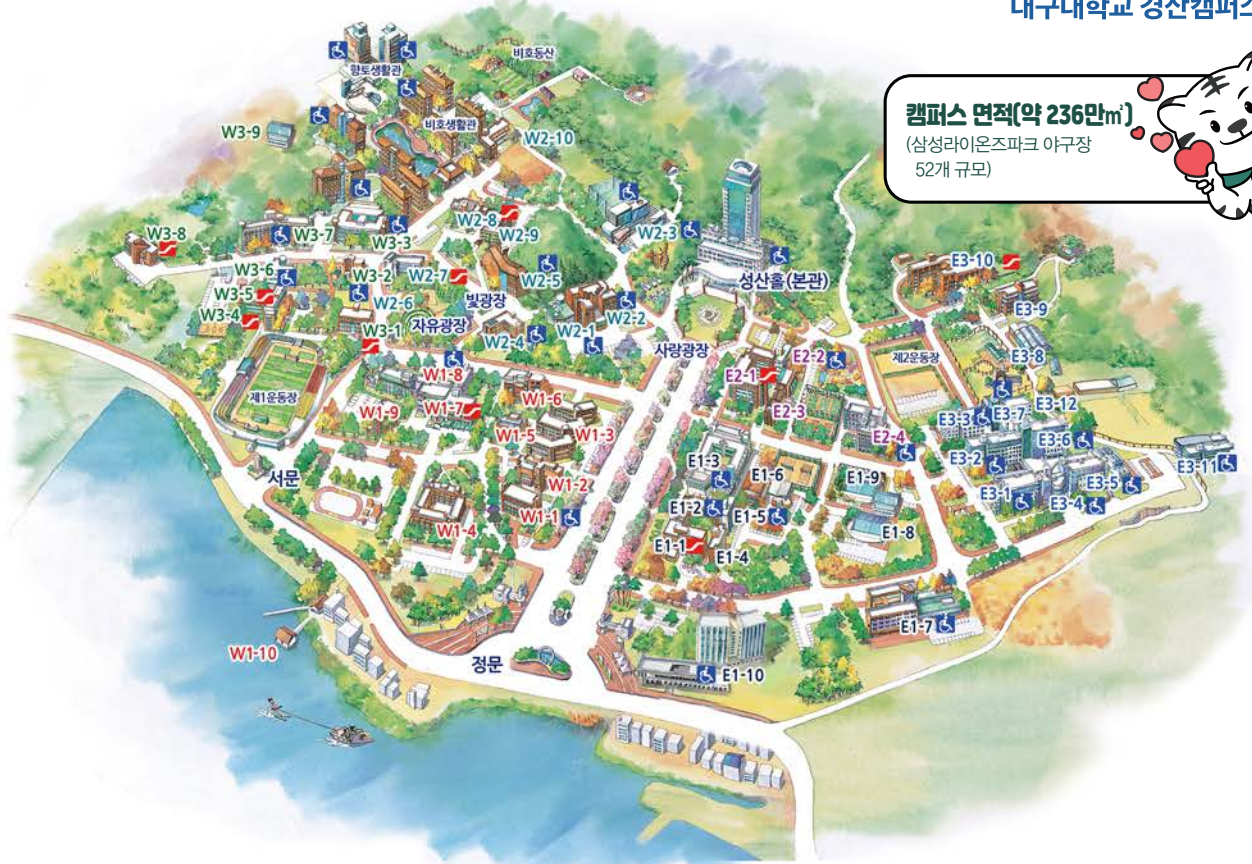 대구대학교 경산캠퍼스
캠퍼스 면적(약 236만㎡)
(삼성라이온즈파크 야구장
52개 규모)
비호동산
향토생활관
비호생활관
W3-9
W2-10
W2-8
W2-9
W2-3
W3-8
W3-7
W3-3
성산홀(본관)
E3-10
W3-6
W3-2
W2-7
W2-5
W3-5
W2-6
빛광장
E3-9
W3-4
W3-1
자유광장
W2-4
W2-1
W2-2
사랑광장
E2-2
제2운동장
E3-8
W1-8
E2-1
제1운동장
W1-9
W1-7
W1-6
E2-3
E3-12
E3-3
E3-7
W1-5
W1-3
E2-4
E3-6
E3-2
E1-3
E1-6
E1-9
E3-11
서문
W1-2
E3-1
E3-5
E3-4
W1-4
W1-1
E1-2
E1-5
E1-8
E1-1
E1-4
E1-7
W1-10
정문
E1-10